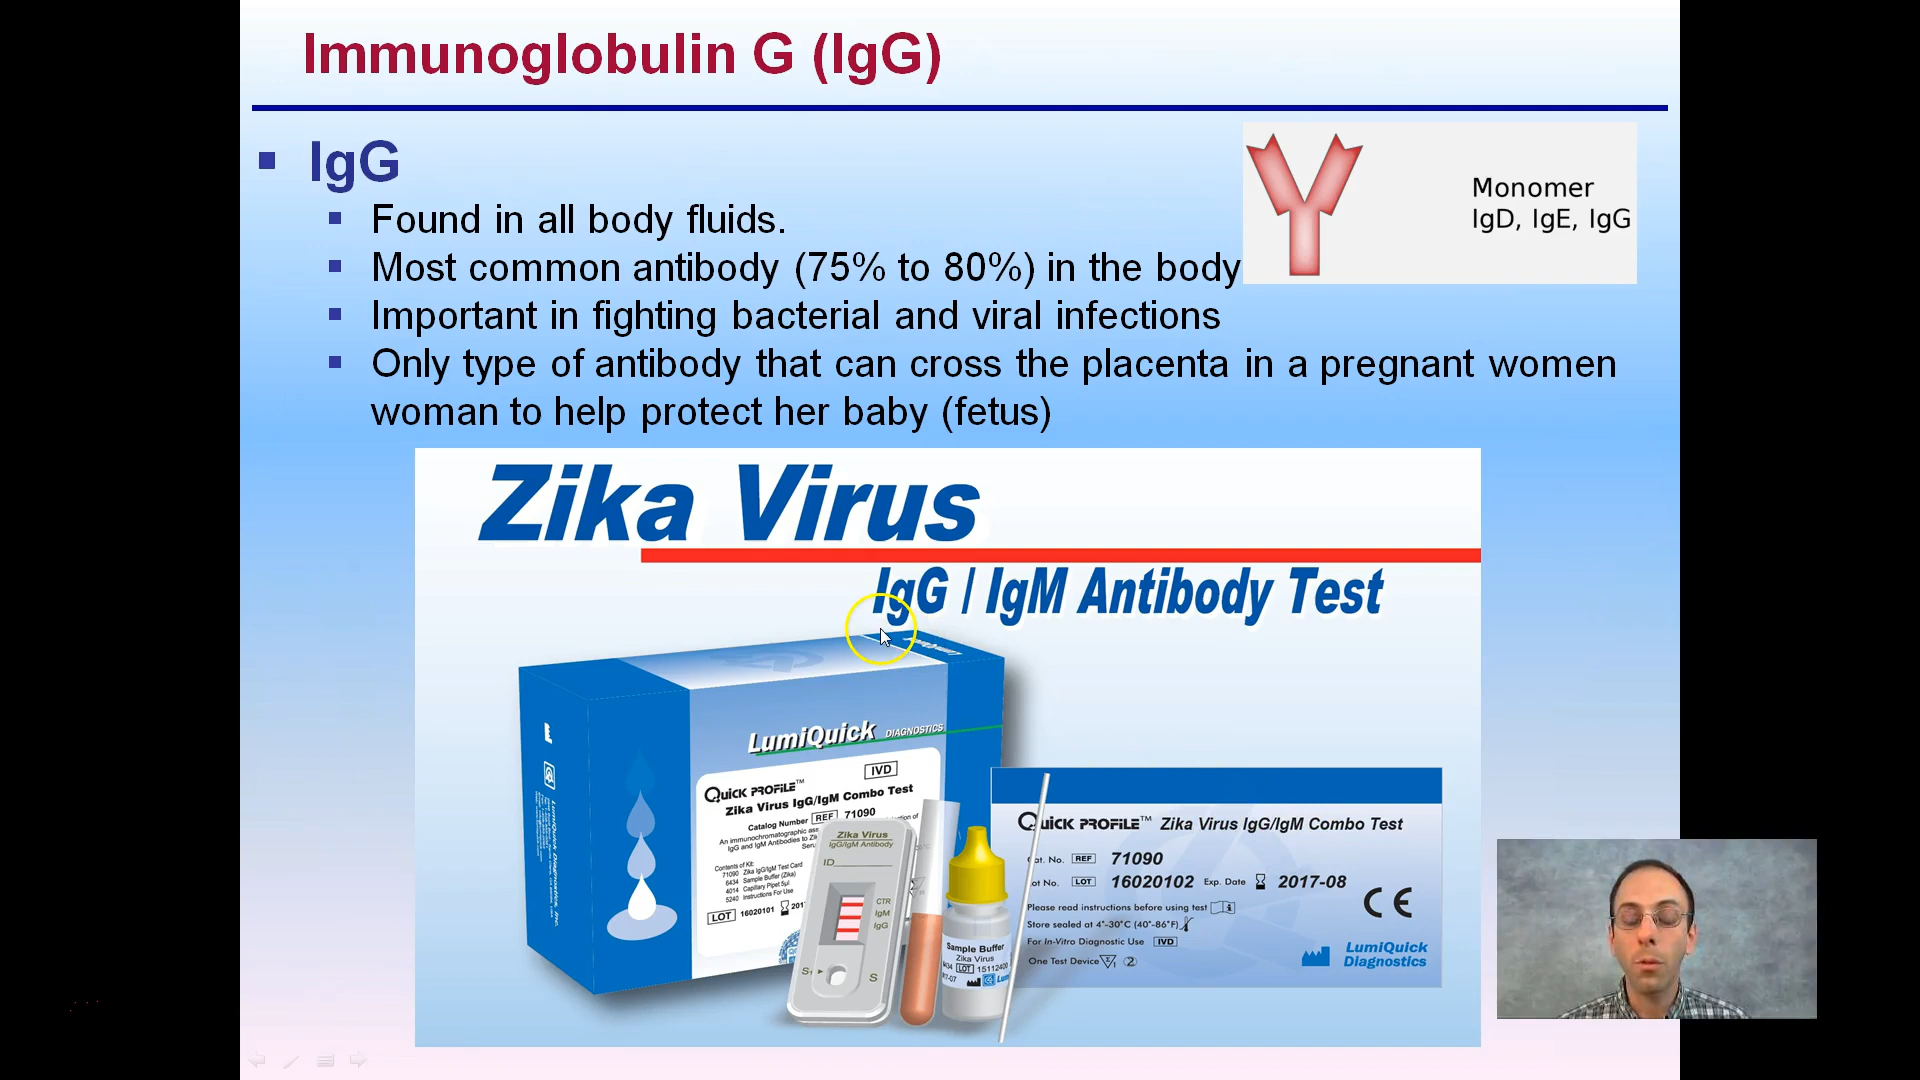 Immunoglobulin G (IgG)
IgG
Found in all body fluids.
Most common antibody (75% to 80%) in the body
Important in fighting bacterial and viral infections
Only type of antibody that can cross the placenta in a pregnant women
woman to help protect her baby (fetus)
Monomer
IgD, IgE, IgG
Zika Virus
IgG / IgM Antibody Test
LumiQuick DIAGNOSTICS
IVD
QUICK PROFILE™
Zika Virus IgG/IgM Combo Test
Catalog Number REF 71090
An immunochromatographic
IgG and IgM Antibodies to
Contents of Kit:
71090 Zika IgG/IgM Test Card
6434 Sample Buffer (Zika)
4014 Capillary Pipet 5µl
5240 Instructions For Use
LOT 16020101
Zika Virus
IgG/IgM Antibody
ID
CTR
IgM
IgG
S
Sample Buffer
Zika Virus
LOT 15112400
QUICK PROFILE™ Zika Virus IgG/IgM Combo Test
Cat. No. REF 71090
Lot No. LOT 16020102 Exp. Date 2017-08
Please read instructions before using test
Store sealed at 4°-30°C (40°-86°F)
For In-Vitro Diagnostic Use IVD
One Test Device 2
CE
LumiQuick
Diagnostics